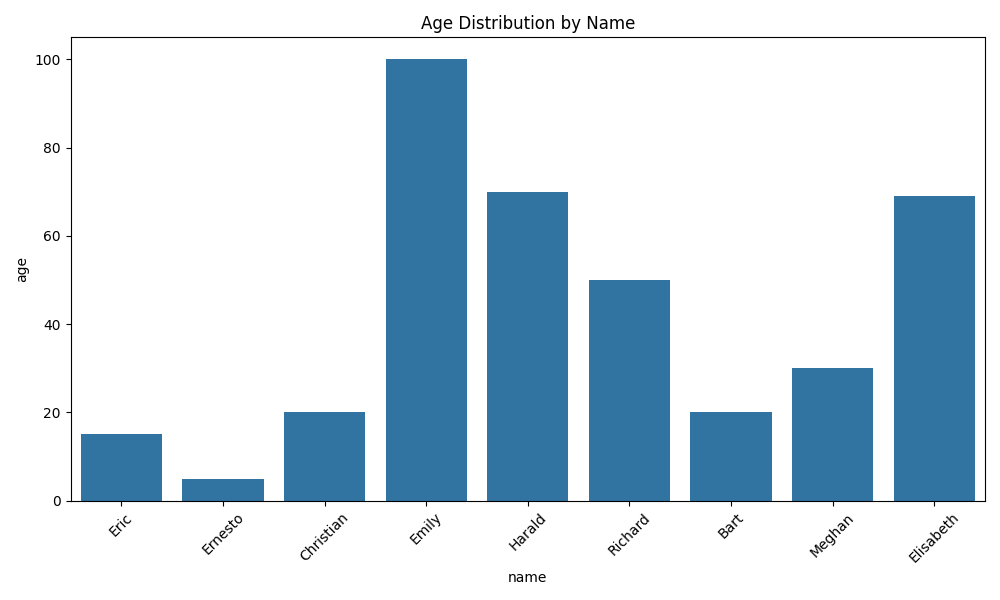 Age Distribution by Name
age
100
80
60
40
20
0
Eric
Ernesto
Christian
Emily
Harald
Richard
Bart
Meghan
Elisabeth
name